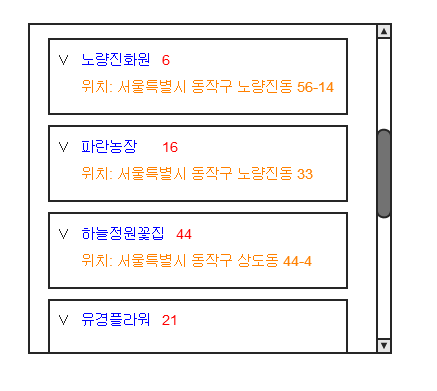 ∨ 노량진화원 6
위치: 서울특별시 동작구 노량진동 56-14
∨ 파란농장 16
위치: 서울특별시 동작구 노량진동 33
∨ 하늘정원꽃집 44
위치: 서울특별시 동작구 상도동 44-4
∨ 유경플라워 21